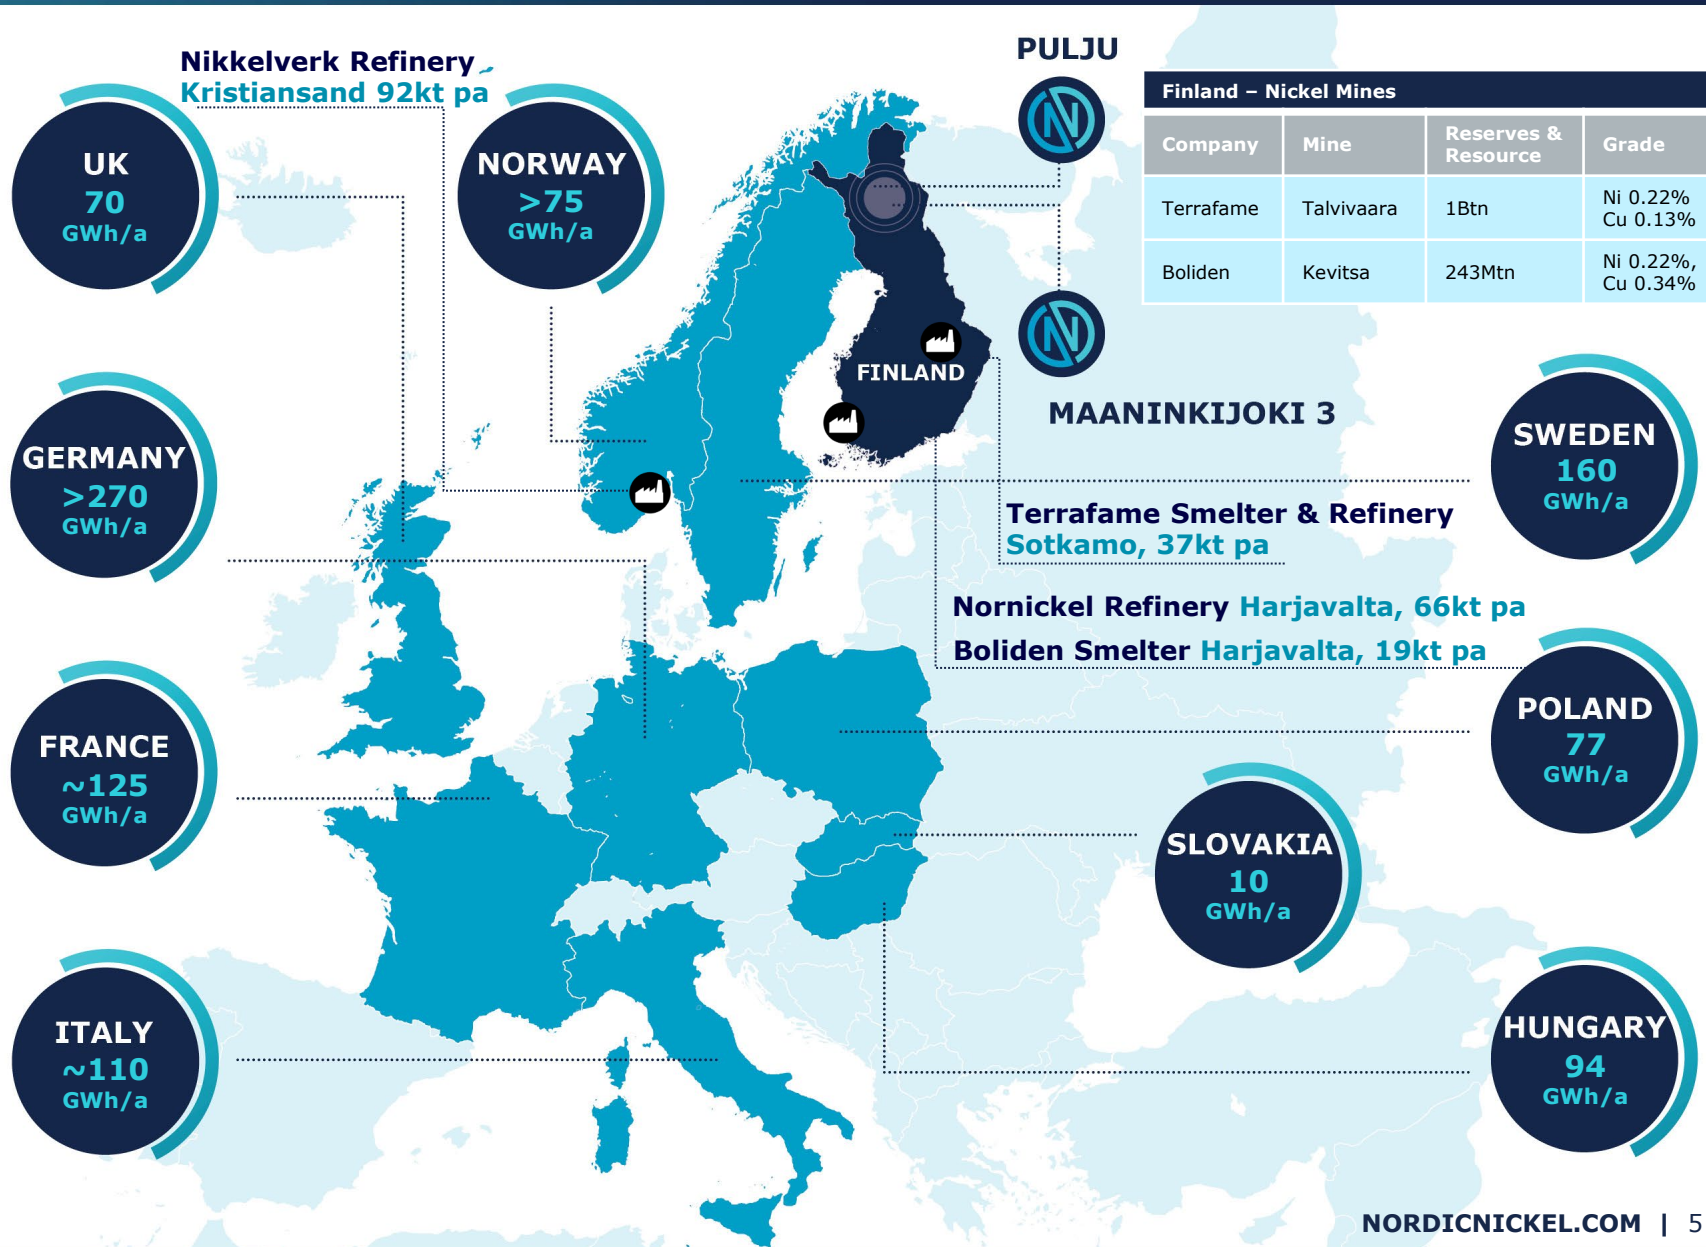 Nikkelverk Refinery
Kristiansand 92kt pa
PULJU
UK
70
GWh/a
NORWAY
>75
GWh/a
Finland – Nickel Mines
Company Mine Reserves & Resource Grade
Terrafame Talvivaara 1Btn Ni 0.22% Cu 0.13%
Boliden Kevitsa 243Mtn Ni 0.22%, Cu 0.34%
FINLAND
MAANINKIJOKI 3
GERMANY
>270
GWh/a
SWEDEN
160
GWh/a
Terrafame Smelter & Refinery
Sotkamo, 37kt pa
Nornickel Refinery Harjavalta, 66kt pa
Boliden Smelter Harjavalta, 19kt pa
FRANCE
~125
GWh/a
POLAND
77
GWh/a
SLOVAKIA
10
GWh/a
ITALY
~110
GWh/a
HUNGARY
94
GWh/a
NORDICNICKEL.COM | 5